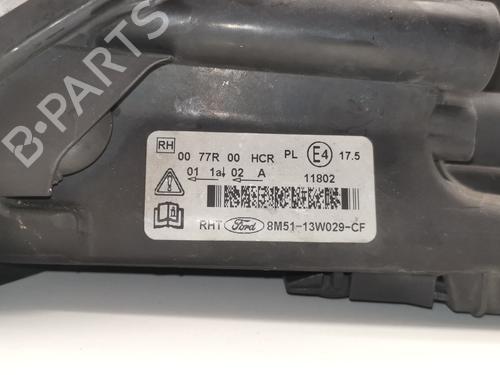 B-PARTS
RH 00 77R 00 HCR PL E4 17.5
01 1a 02 A 11802
RHT Ford 8M51-13W029-CF